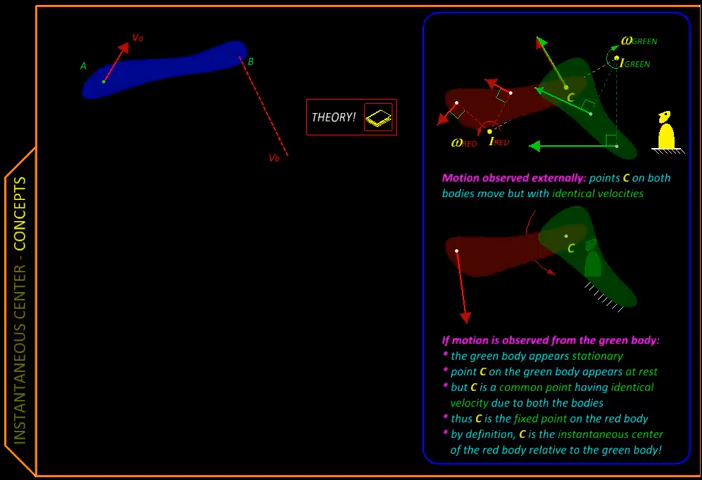 INSTANTANEOUS CENTER - CONCEPTS
Va
A
B
THEORY!
Vb
ωGREEN
IGREEN
C
ωRED
IRED
Motion observed externally: points C on both
bodies move but with identical velocities
C
If motion is observed from the green body:
* the green body appears stationary
* point C on the green body appears at rest
* but C is a common point having identical
velocity due to both the bodies
* thus C is the fixed point on the red body
* by definition, C is the instantaneous center
of the red body relative to the green body!